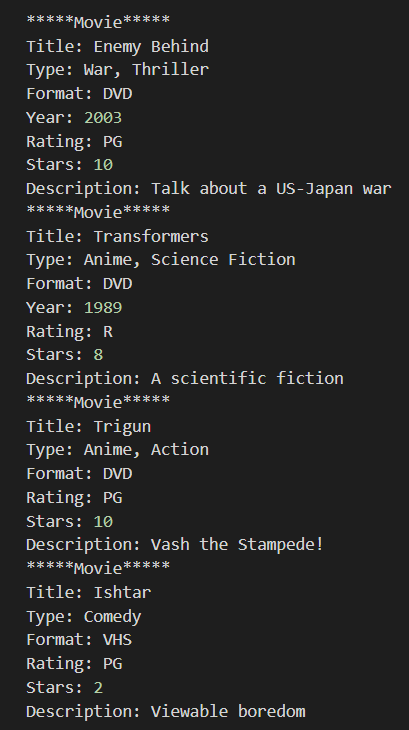 *****Movie*****
Title: Enemy Behind
Type: War, Thriller
Format: DVD
Year: 2003
Rating: PG
Stars: 10
Description: Talk about a US-Japan war
*****Movie*****
Title: Transformers
Type: Anime, Science Fiction
Format: DVD
Year: 1989
Rating: R
Stars: 8
Description: A scientific fiction
*****Movie*****
Title: Trigun
Type: Anime, Action
Format: DVD
Rating: PG
Stars: 10
Description: Vash the Stampede!
*****Movie*****
Title: Ishtar
Type: Comedy
Format: VHS
Rating: PG
Stars: 2
Description: Viewable boredom